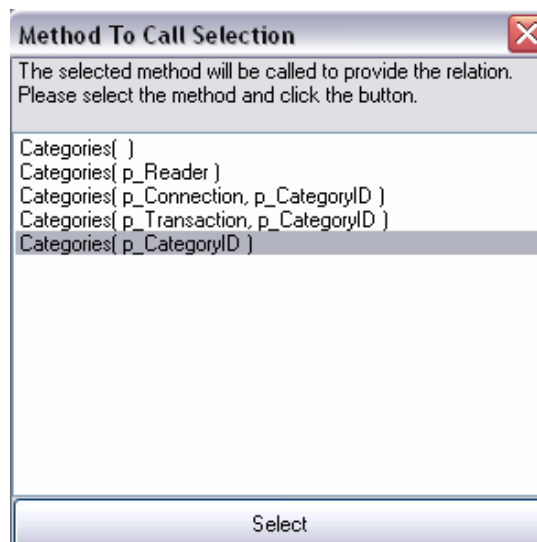 Method To Call Selection
The selected method will be called to provide the relation.
Please select the method and click the button.
Categories( )
Categories( p_Reader )
Categories( p_Connection, p_CategoryID )
Categories( p_Transaction, p_CategoryID )
Categories( p_CategoryID )
Select